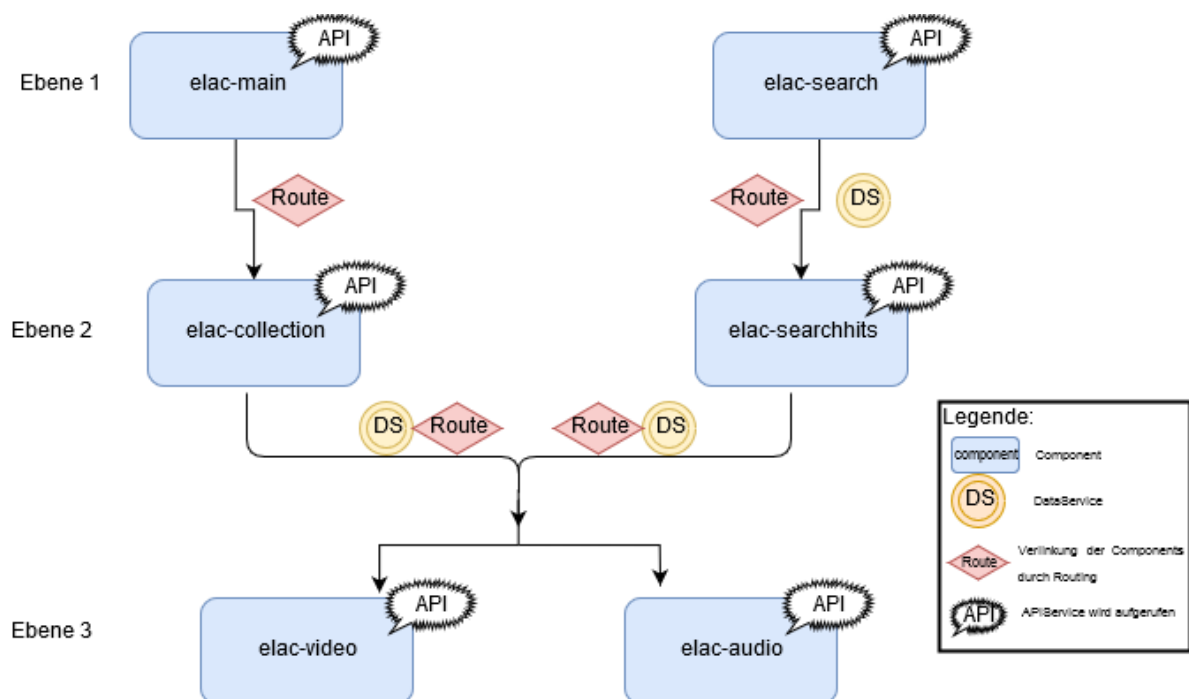 API
API
Ebene 1
elac-main
elac-search
Route
Route
DS
API
API
Ebene 2
elac-collection
elac-searchhits
DS
Route
Route
DS
Legende:
component
Component
DS
DataService
Route
Verlinkung der Components
durch Routing
API
APIService wird aufgerufen
API
API
Ebene 3
elac-video
elac-audio